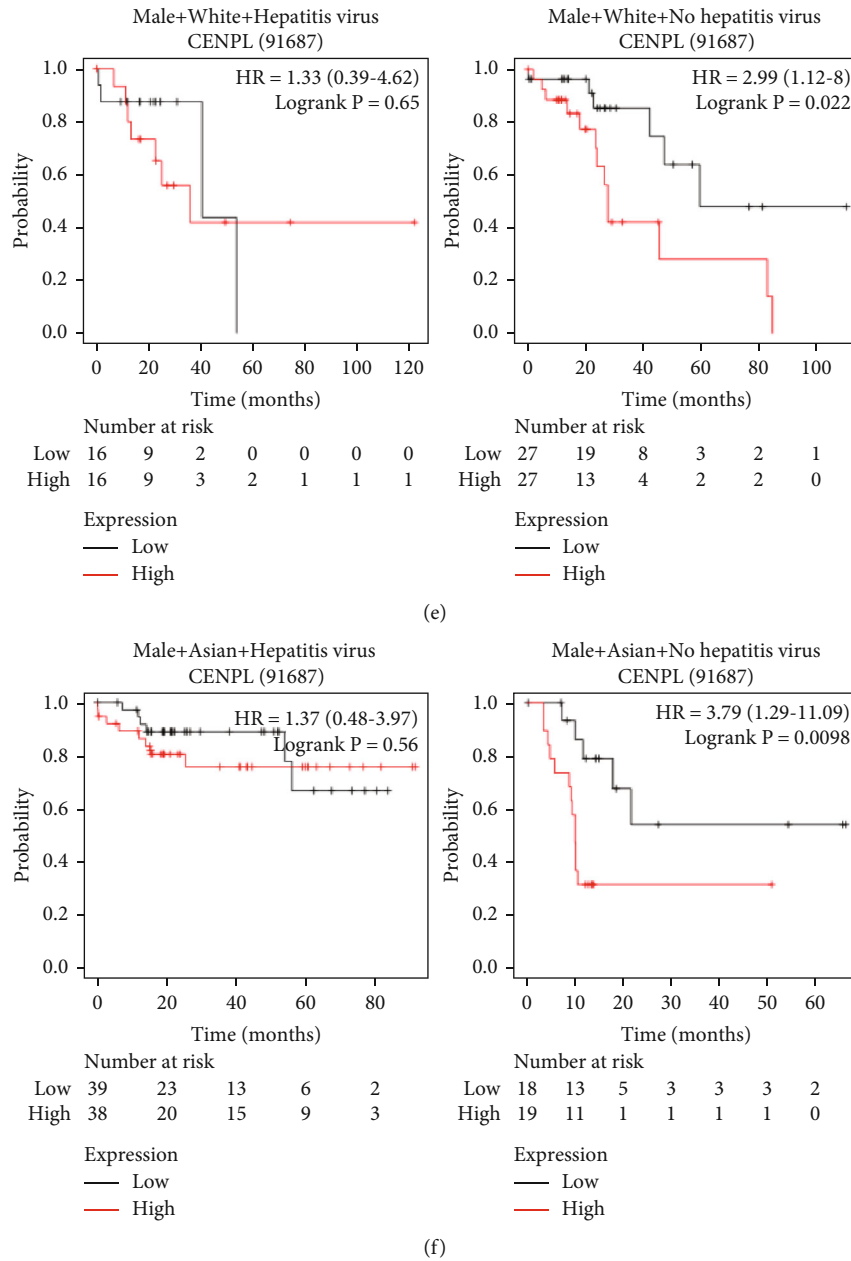 Male+White+Hepatitis virus
CENPL (91687)
HR = 1.33 (0.39-4.62)
Logrank P = 0.65
Probability
1.0
0.8
0.6
0.4
0.2
0.0
0 20 40 60 80 100 120
Time (months)
Number at risk
Low 16 9 2 0 0 0 0
High 16 9 3 2 1 1 1
Expression
Low
High
Male+White+No hepatitis virus
CENPL (91687)
HR = 2.99 (1.12-8)
Logrank P = 0.022
Probability
1.0
0.8
0.6
0.4
0.2
0.0
0 20 40 60 80 100
Time (months)
Number at risk
Low 27 19 8 3 2 1
High 27 13 4 2 2 0
Expression
Low
High
(e)
Male+Asian+Hepatitis virus
CENPL (91687)
HR = 1.37 (0.48-3.97)
Logrank P = 0.56
Probability
1.0
0.8
0.6
0.4
0.2
0.0
0 20 40 60 80
Time (months)
Number at risk
Low 39 23 13 6 2
High 38 20 15 9 3
Expression
Low
High
Male+Asian+No hepatitis virus
CENPL (91687)
HR = 3.79 (1.29-11.09)
Logrank P = 0.0098
Probability
1.0
0.8
0.6
0.4
0.2
0.0
0 10 20 30 40 50 60
Time (months)
Number at risk
Low 18 13 5 3 3 3 2
High 19 11 1 1 1 1 0
Expression
Low
High
(f)